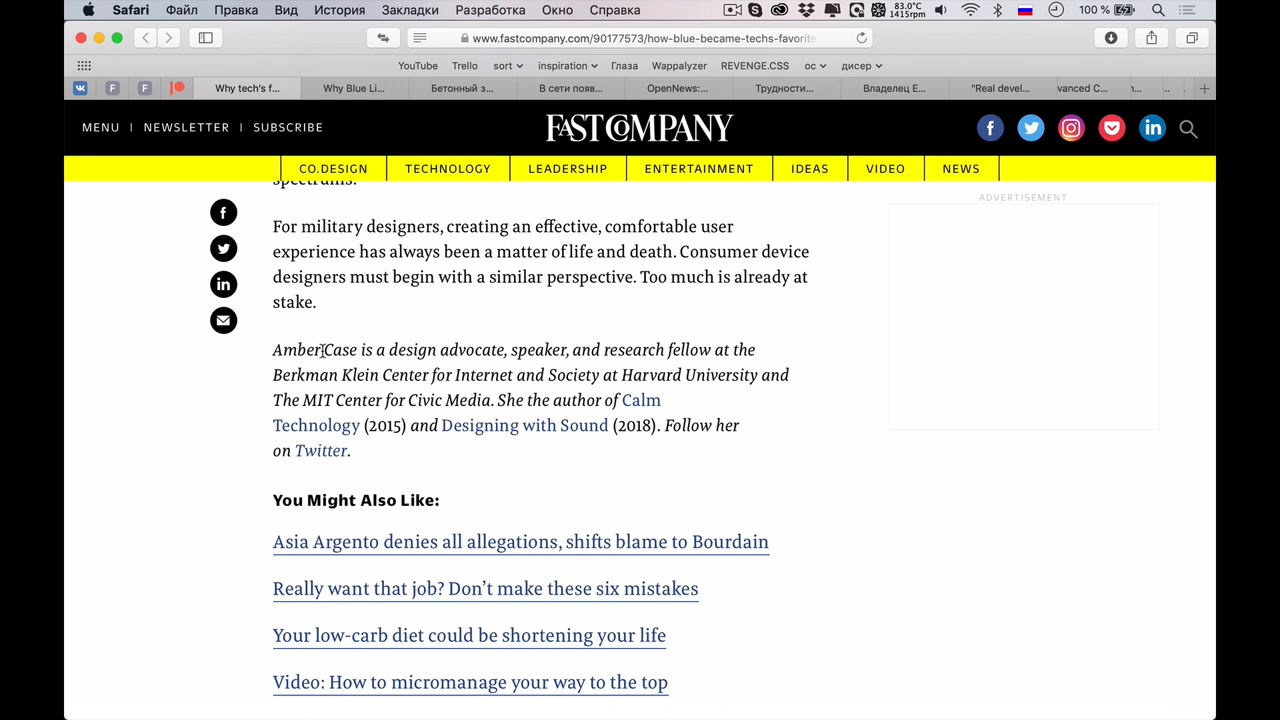 Safari Файл Правка Вид История Закладки Разработка Окно Справка 83.0°C 1415rpm 100 %
www.fastcompany.com/90177573/how-blue-became-techs-favorite
YouTube Trello sort inspiration Глаза Wappalyzer REVENGE.CSS ос дисер
Why tech's f... Why Blue Li... Бетонный з... В сети появ... OpenNews:... Трудности... Владелец E... "Real devel... vanced C...
MENU | NEWSLETTER | SUBSCRIBE
FAST COMPANY
CO.DESIGN TECHNOLOGY LEADERSHIP ENTERTAINMENT IDEAS VIDEO NEWS
spectrums.
ADVERTISEMENT
For military designers, creating an effective, comfortable user
experience has always been a matter of life and death. Consumer device
designers must begin with a similar perspective. Too much is already at
stake.
Amber Case is a design advocate, speaker, and research fellow at the
Berkman Klein Center for Internet and Society at Harvard University and
The MIT Center for Civic Media. She the author of Calm
Technology (2015) and Designing with Sound (2018). Follow her
on Twitter.
You Might Also Like:
Asia Argento denies all allegations, shifts blame to Bourdain
Really want that job? Don't make these six mistakes
Your low-carb diet could be shortening your life
Video: How to micromanage your way to the top